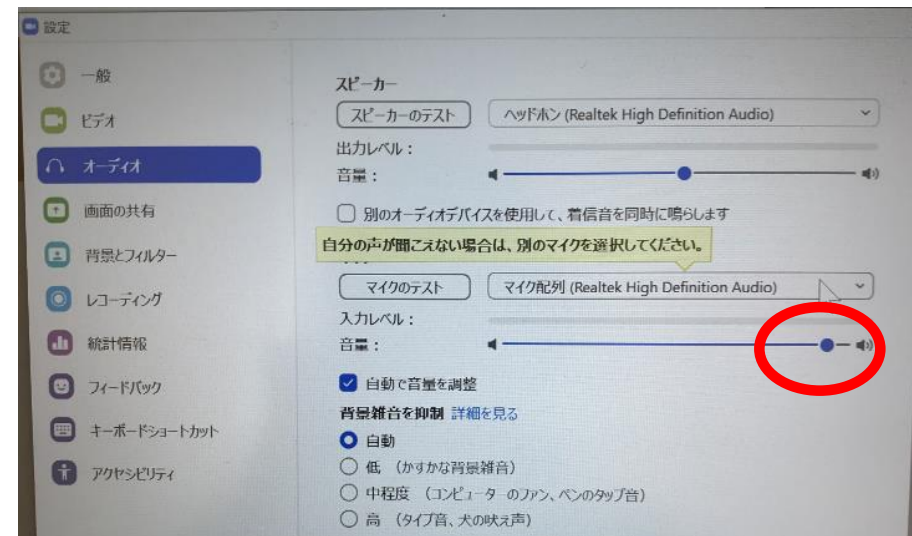 設定
一般
ビデオ
オーディオ
画面の共有
背景とフィルター
レコーディング
統計情報
フィードバック
キーボードショートカット
アクセシビリティ
スピーカー
スピーカーのテスト ヘッドホン (Realtek High Definition Audio)
出力レベル：
音量：
別のオーディオデバイスを使用して、着信音を同時に鳴らします
自分の声が聞こえない場合は、別のマイクを選択してください。
マイクのテスト マイク配列 (Realtek High Definition Audio)
入力レベル：
音量：
自動で音量を調整
背景雑音を抑制 詳細を見る
自動
低 （かすかな背景雑音）
中程度 （コンピューターのファン、ペンのタップ音）
高 （タイプ音、犬の吠え声）